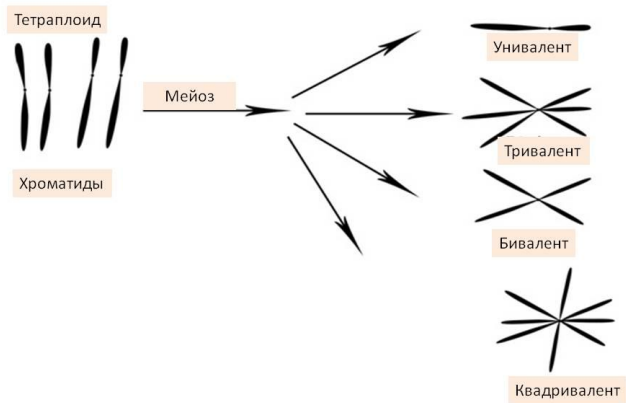 Тетраплоид
Унивалент
Мейоз
Тривалент
Хроматиды
Бивалент
Квадривалент